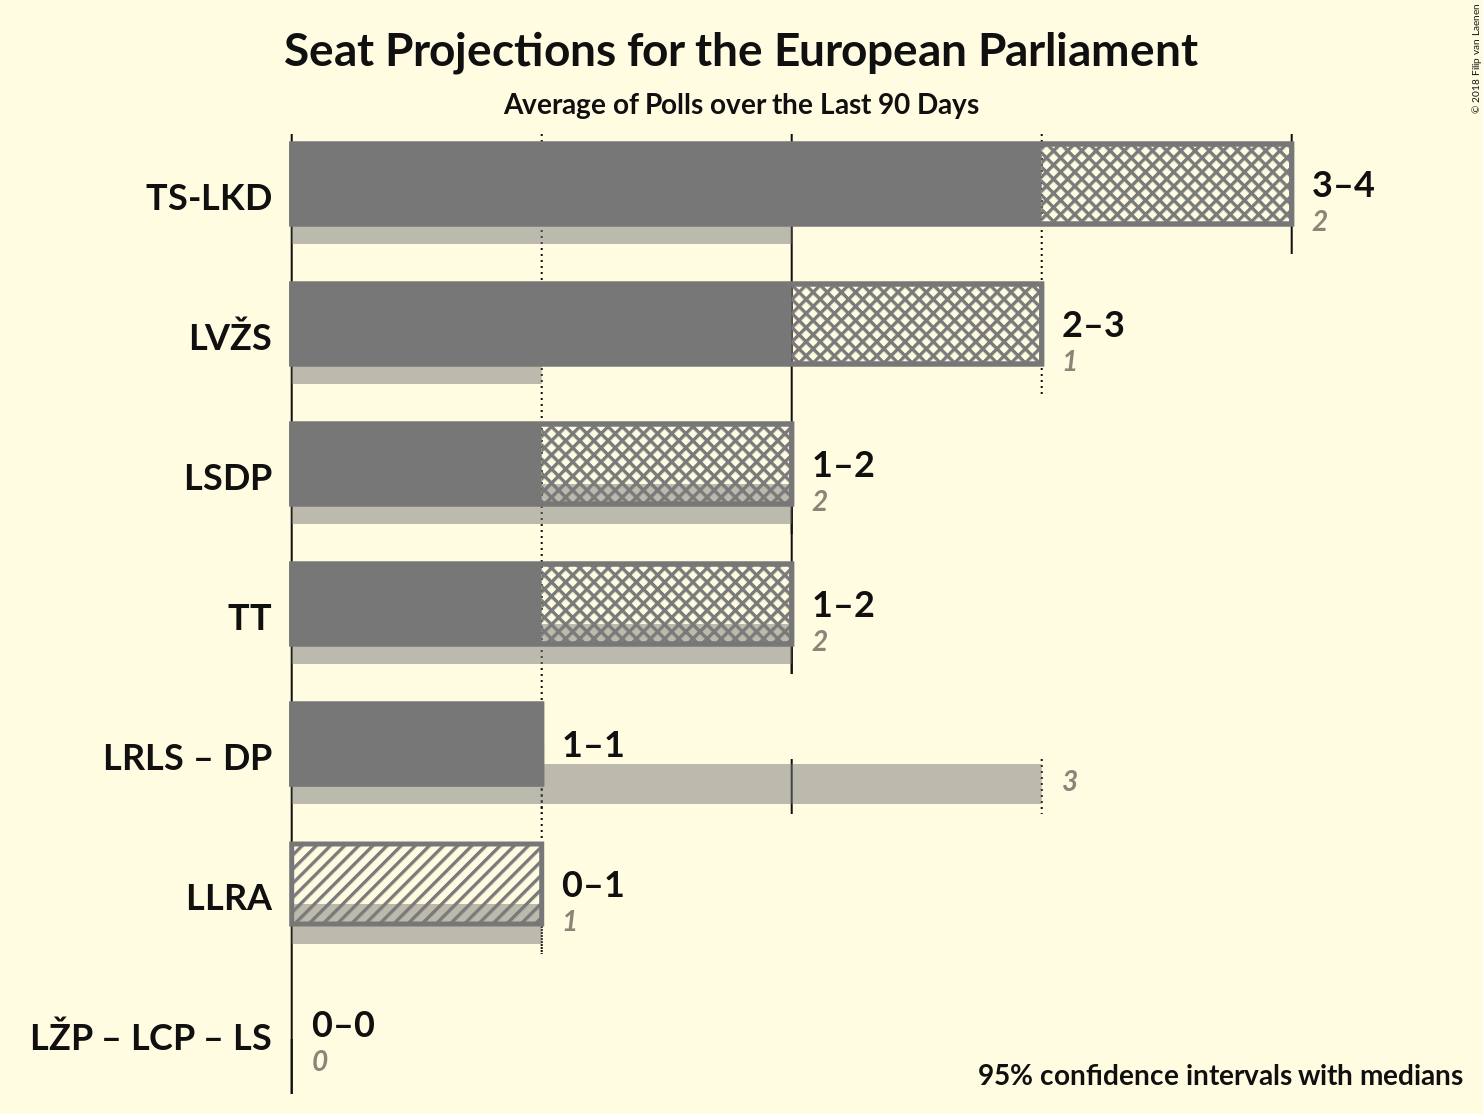 Seat Projections for the European Parliament
Average of Polls over the Last 90 Days
© 2018 Filip van Laenen
TS-LKD
3–4
2
LVŽS
2–3
1
LSDP
1–2
2
TT
1–2
2
LRLS – DP
1–1
3
LLRA
0–1
1
LŽP – LCP – LS
0–0
0
95% confidence intervals with medians